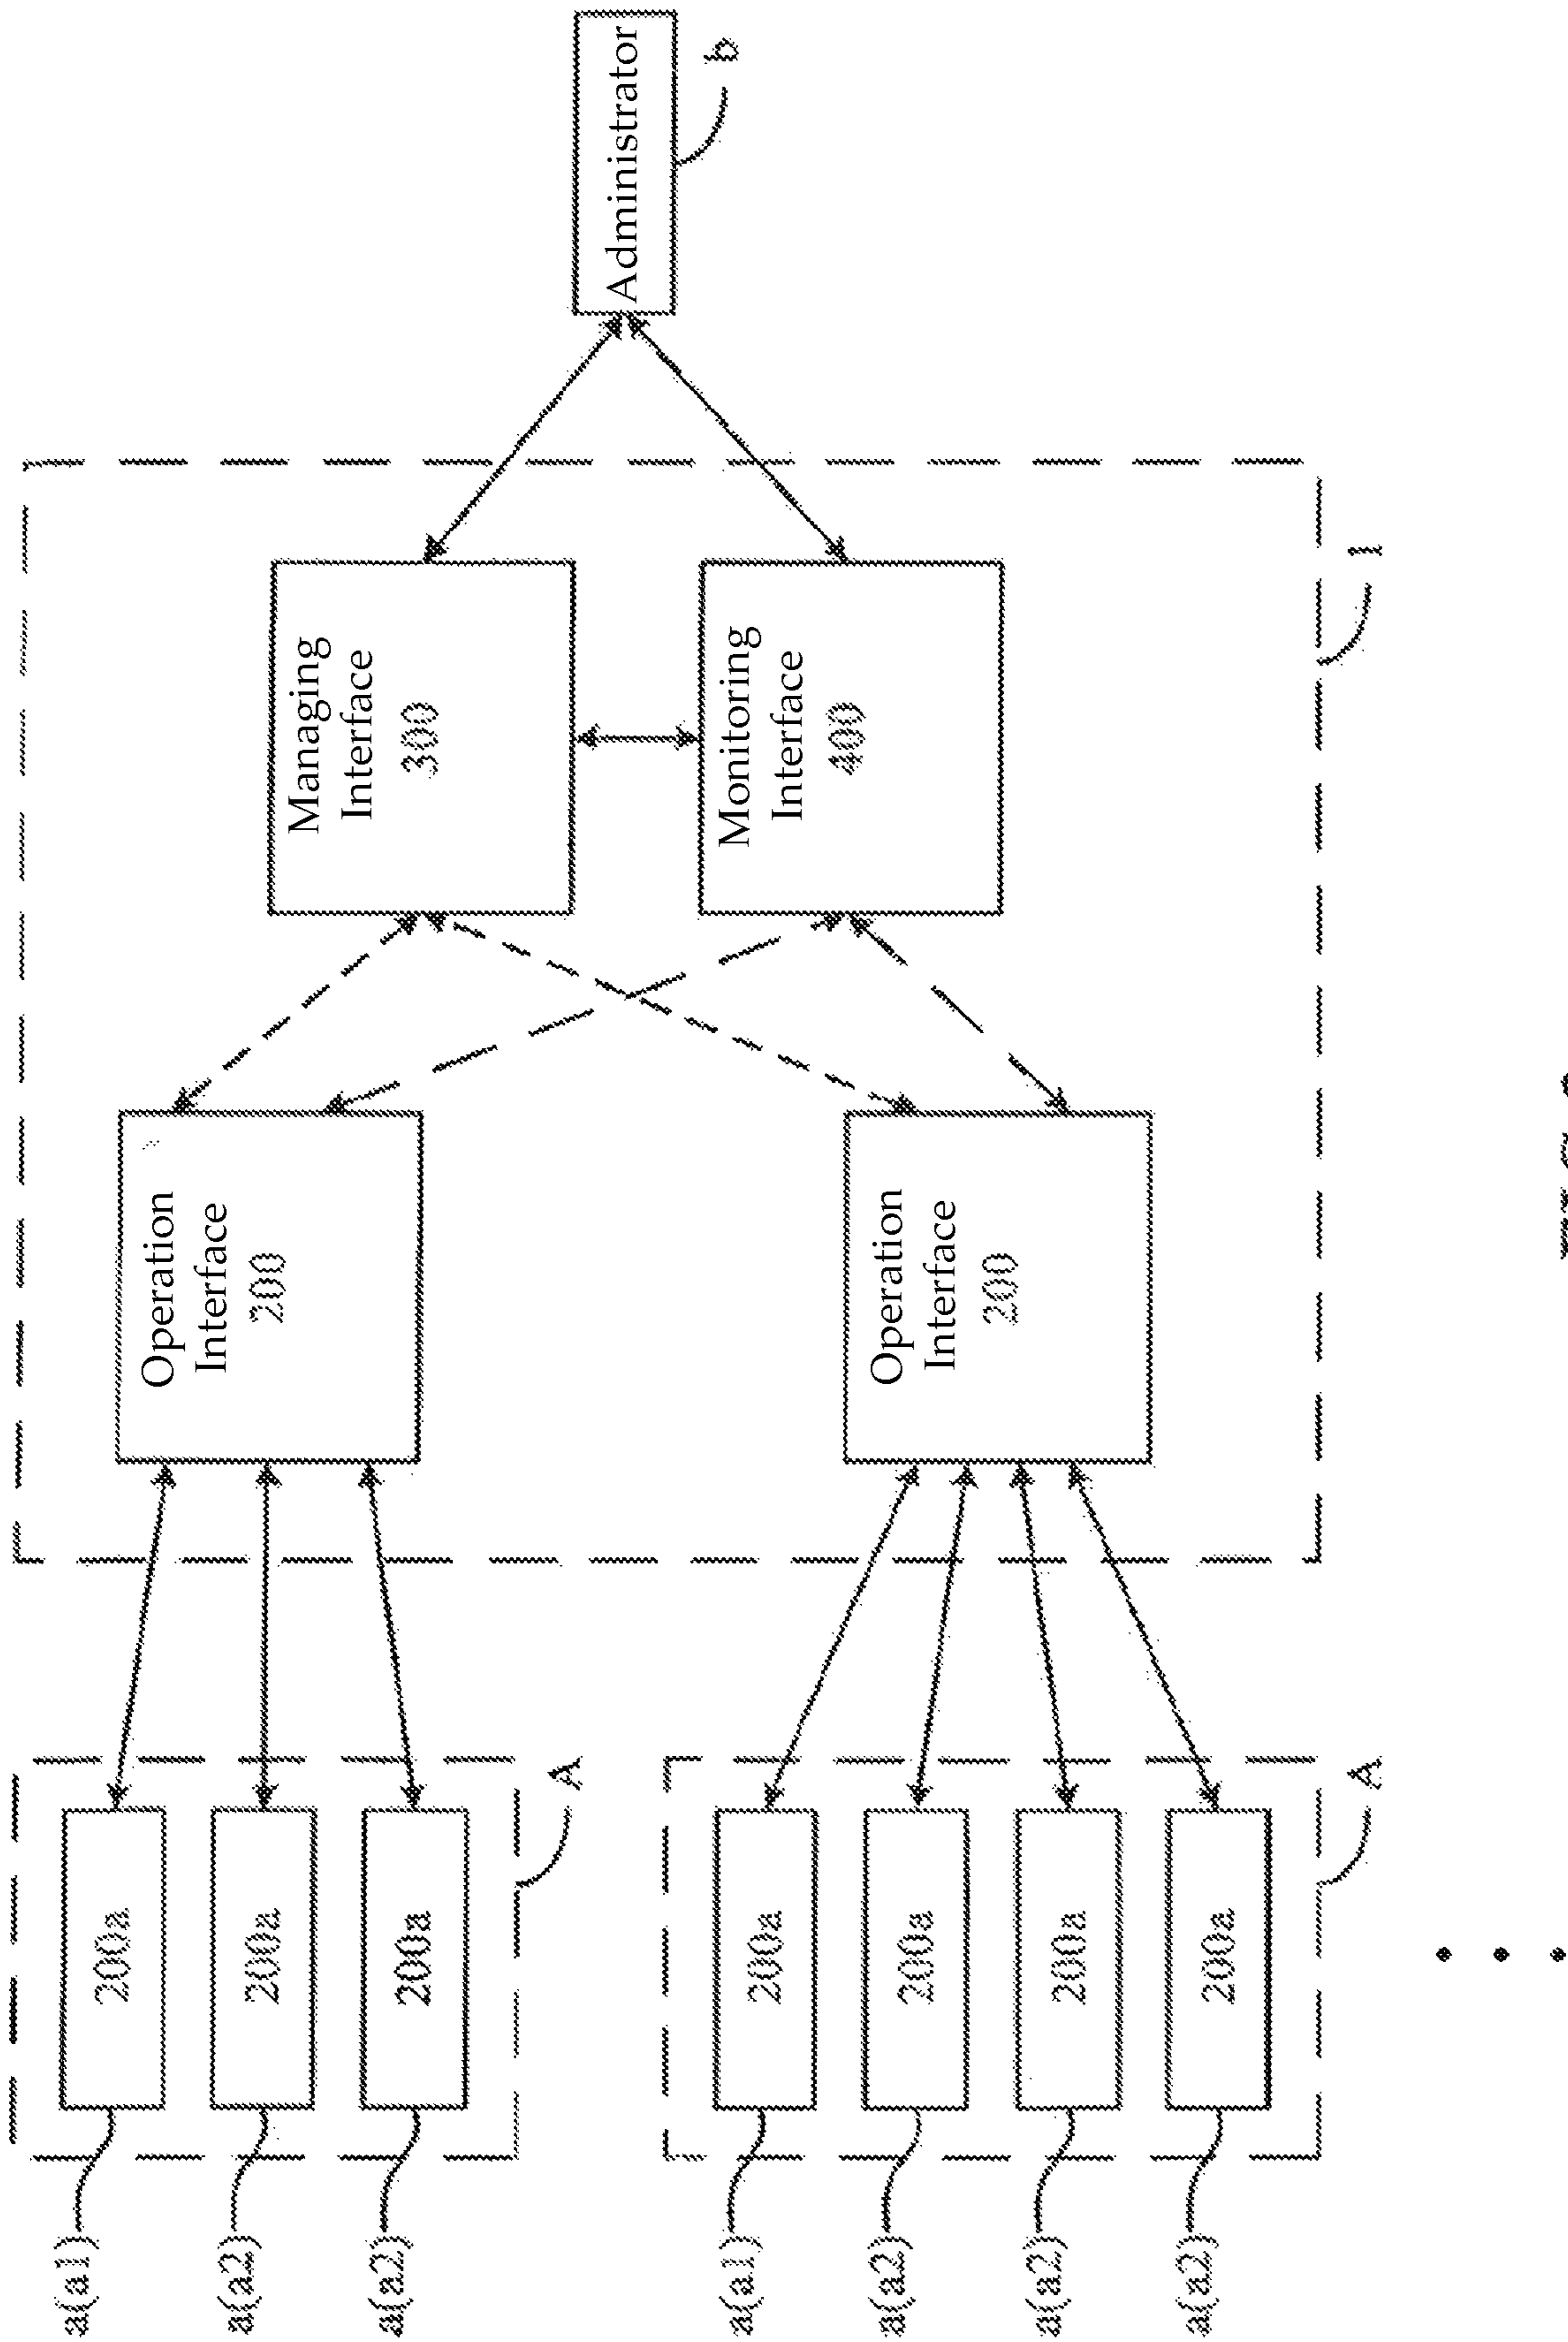 Administrator
b
Managing
Interface
300
Monitoring
Interface
400
1
Operation
Interface
200
Operation
Interface
200
A
200a
200a
200a
a(a1)
a(a2)
a(a2)
A
200a
200a
200a
200a
a(a1)
a(a2)
a(a2)
a(a2)